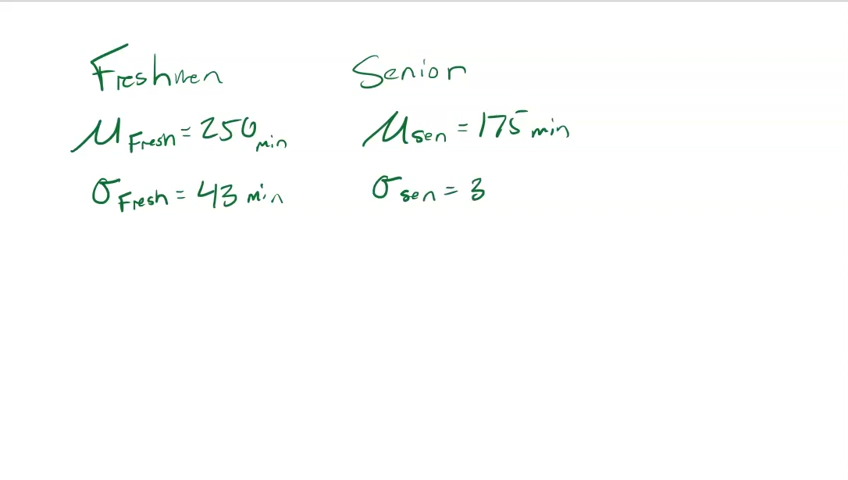 Freshmen Senior
μFresh = 250 min μsen = 175 min
σFresh = 43 min σsen = 3